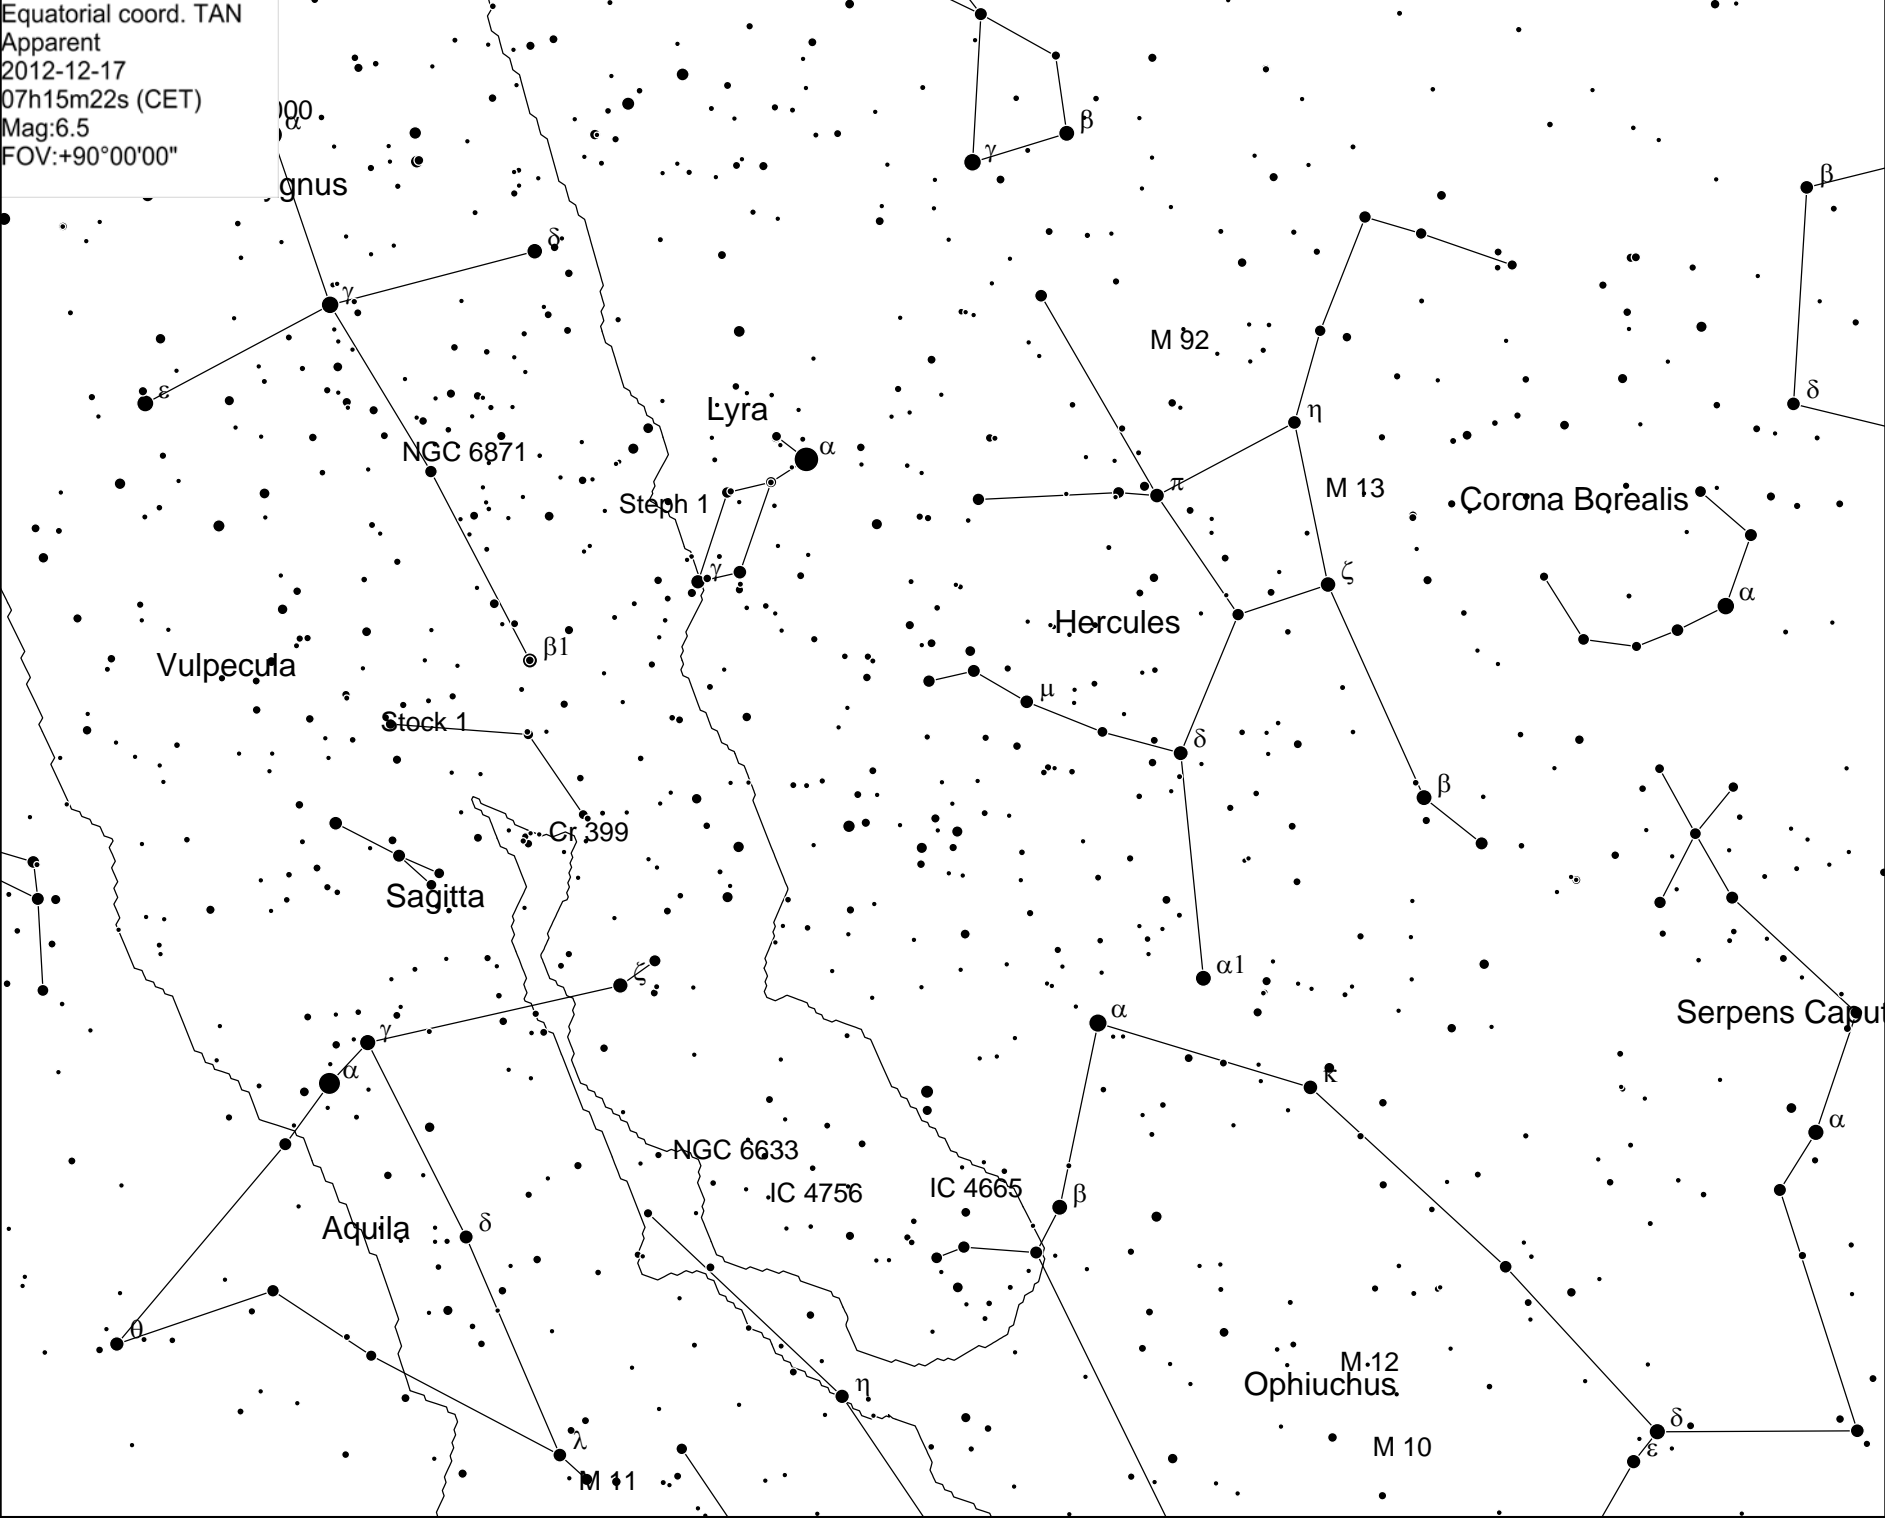 Equatorial coord. TAN
Apparent
2012-12-17
07h15m22s (CET)
Mag:6.5
FOV:+90°00'00"
α
gnus
β
γ
β
δ
γ
M 92
ε
Lyra
δ
η
α
NGC 6871
π
M 13
Steph 1
Corona Borealis
γ
ζ
α
Hercules
β1
Vulpecula
μ
Stock 1
δ
β
Cr 399
Sagitta
ζ
α1
α
Serpens Caput
γ
α
κ
α
NGC 6633
IC 4756
IC 4665
β
Aquila
δ
θ
M 12
Ophiuchus
η
δ
λ
M 10
ε
M 11